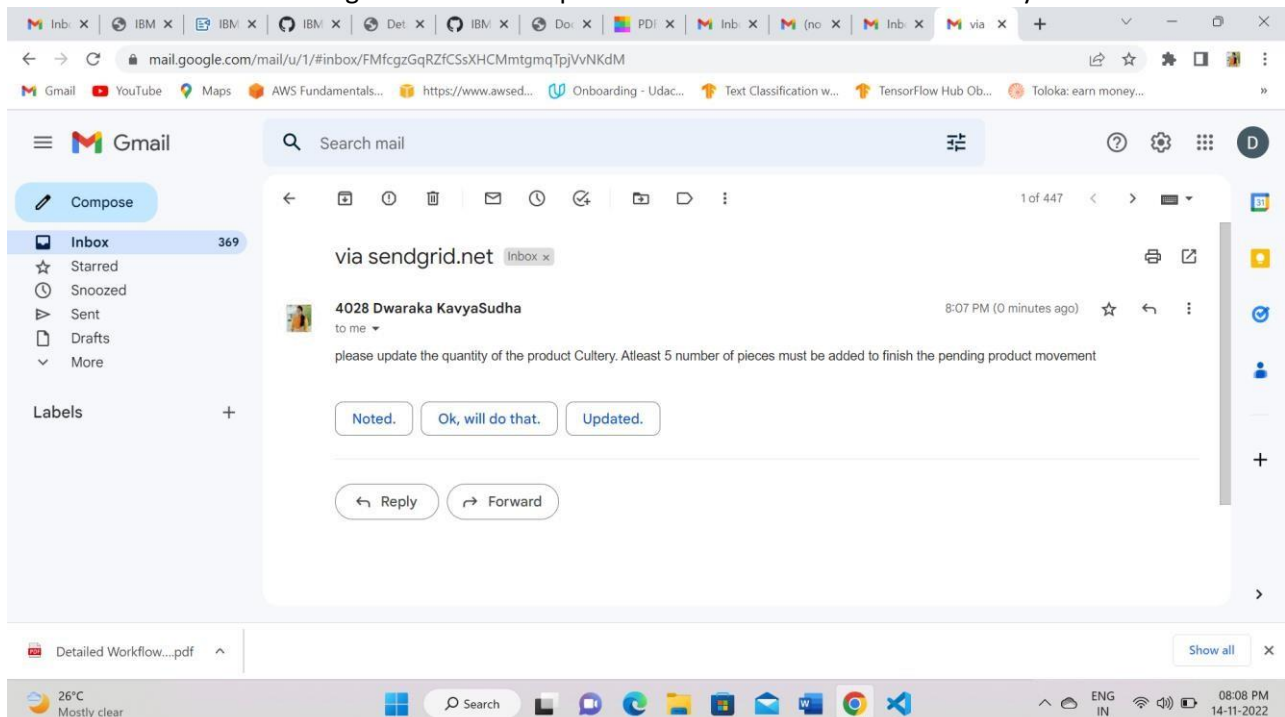 Inb
IBM
IBM
IBM
Det
IBM
Doc
PDF
Inb
(no
Inb
via
mail.google.com/mail/u/1/#inbox/FMfcgzGqRZfCSsXHCMmtgmqTpjVvNKdM
Gmail
YouTube
Maps
AWS Fundamentals...
https://www.awsed...
Onboarding - Udac...
Text Classification w...
TensorFlow Hub Ob...
Toloka: earn money...
»
Gmail
Search mail
D
Compose
1 of 447
31
Inbox 369
Starred
Snoozed
Sent
Drafts
More
Labels +
via sendgrid.net Inbox x
4028 Dwaraka KavyaSudha 8:07 PM (0 minutes ago)
to me
please update the quantity of the product Cultery. Atleast 5 number of pieces must be added to finish the pending product movement
Noted. Ok, will do that. Updated.
Reply Forward
Detailed Workflow....pdf
Show all
26°C
Mostly clear
Search
ENG
IN
08:08 PM
14-11-2022